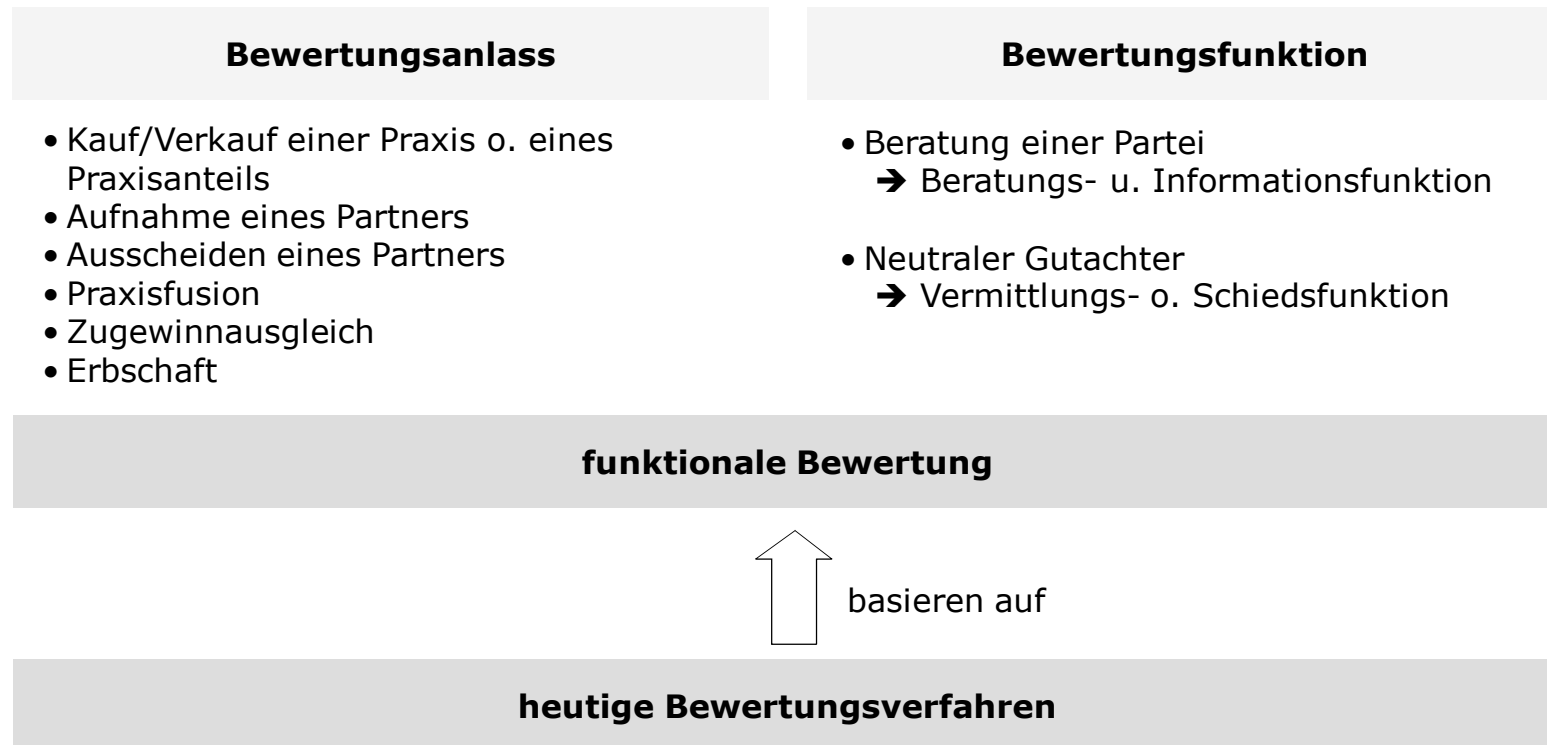 Bewertungsanlass
• Kauf/Verkauf einer Praxis o. eines
Praxisanteils
• Aufnahme eines Partners
• Ausscheiden eines Partners
• Praxisfusion
• Zugewinnausgleich
• Erbschaft
Bewertungsfunktion
• Beratung einer Partei
➔ Beratungs- u. Informationsfunktion
• Neutraler Gutachter
➔ Vermittlungs- o. Schiedsfunktion
funktionale Bewertung
basieren auf
heutige Bewertungsverfahren